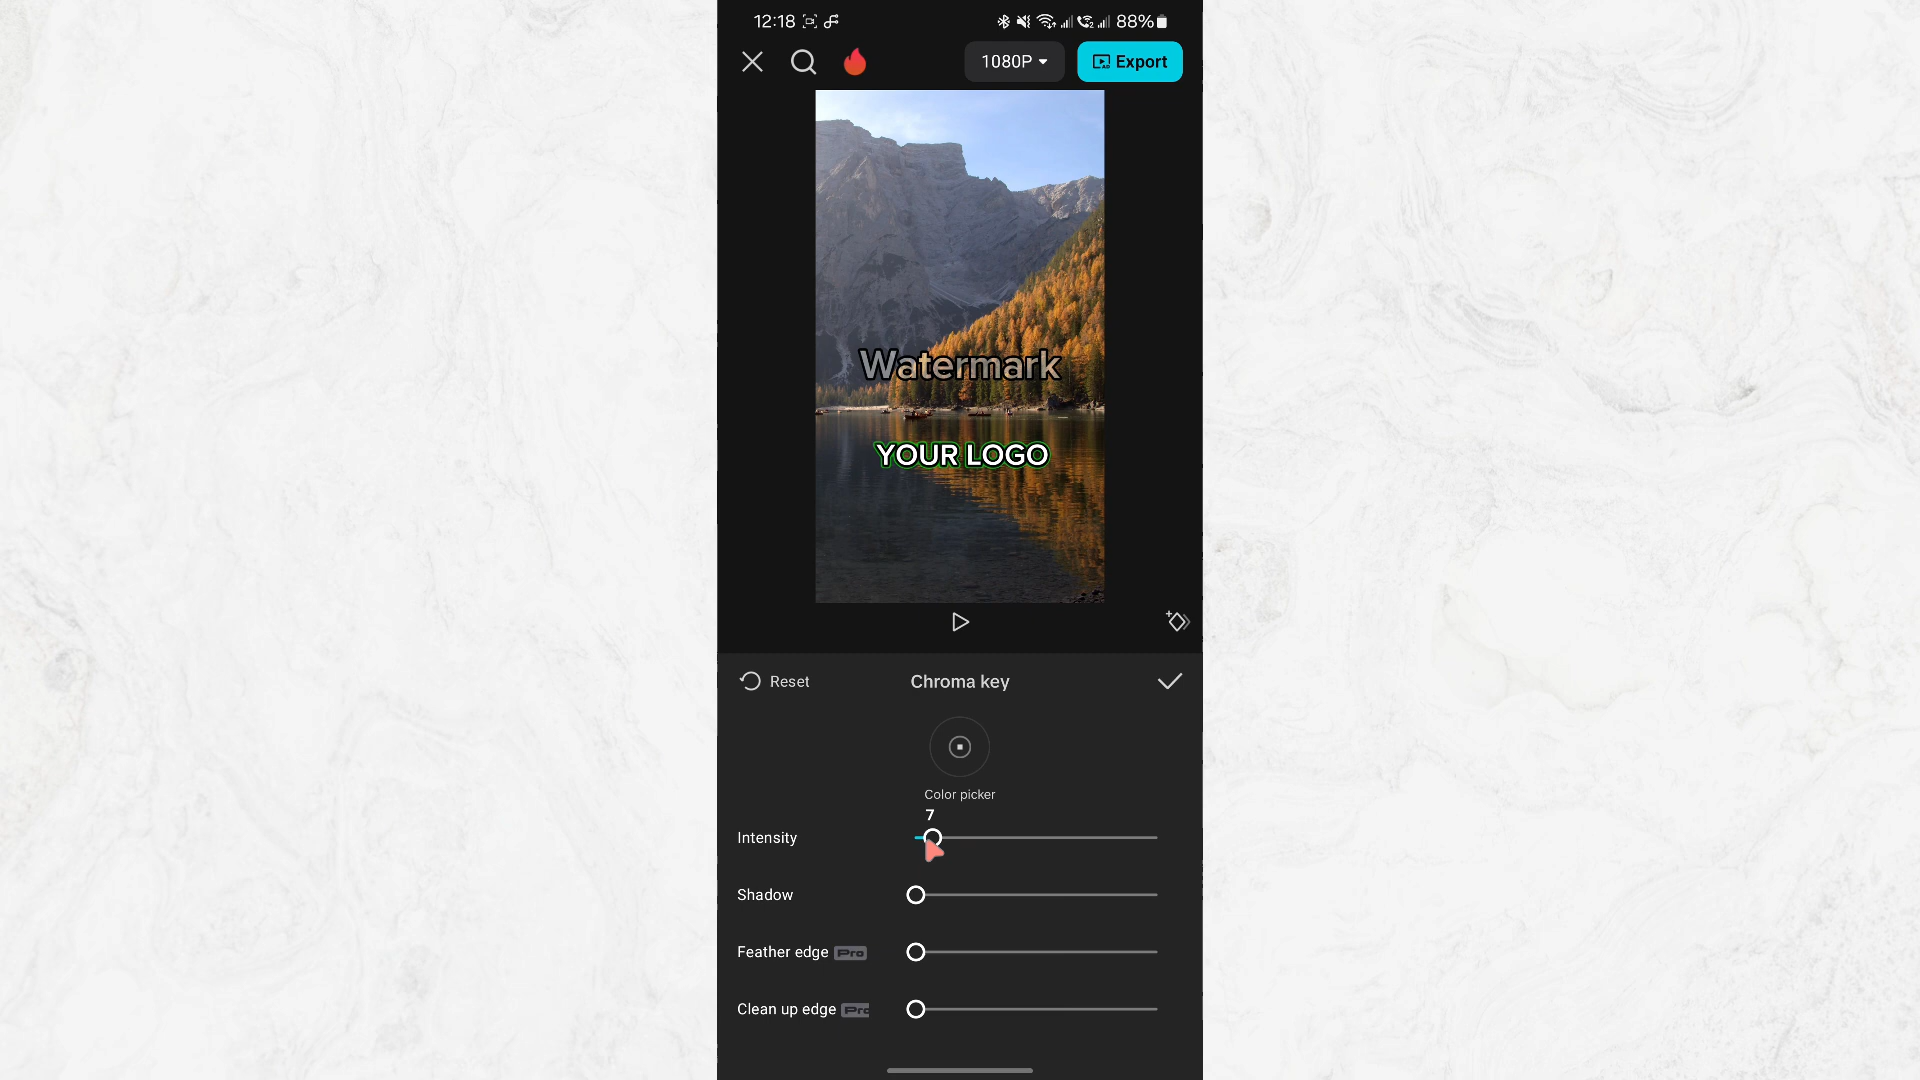 12:18
88%
1080P
Export
Watermark
YOUR LOGO
Reset
Chroma key
Color picker
7
Intensity
Shadow
Feather edge Pro
Clean up edge Pro